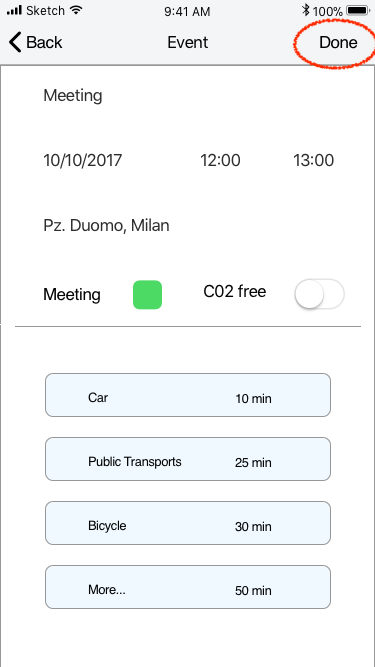 Sketch 9:41 AM 100%
Back Event Done
Meeting
10/10/2017 12:00 13:00
Pz. Duomo, Milan
Meeting C02 free
Car 10 min
Public Transports 25 min
Bicycle 30 min
More... 50 min